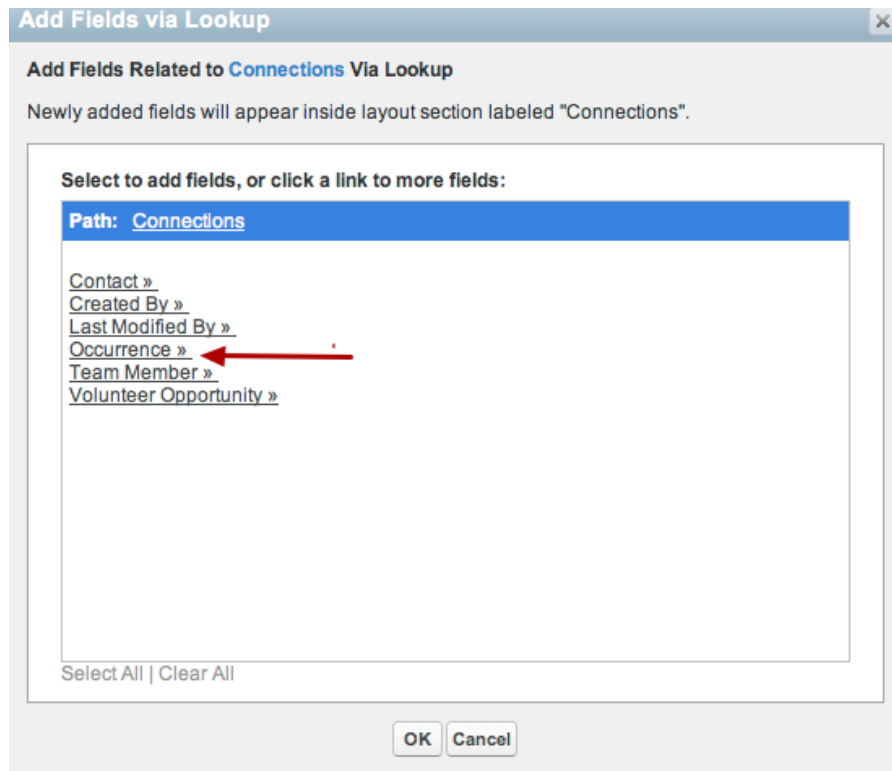 Add Fields via Lookup
Add Fields Related to Connections Via Lookup
Newly added fields will appear inside layout section labeled "Connections".
Select to add fields, or click a link to more fields:
Path: Connections
Contact »
Created By »
Last Modified By »
Occurrence »
Team Member »
Volunteer Opportunity »
Select All | Clear All
OK Cancel